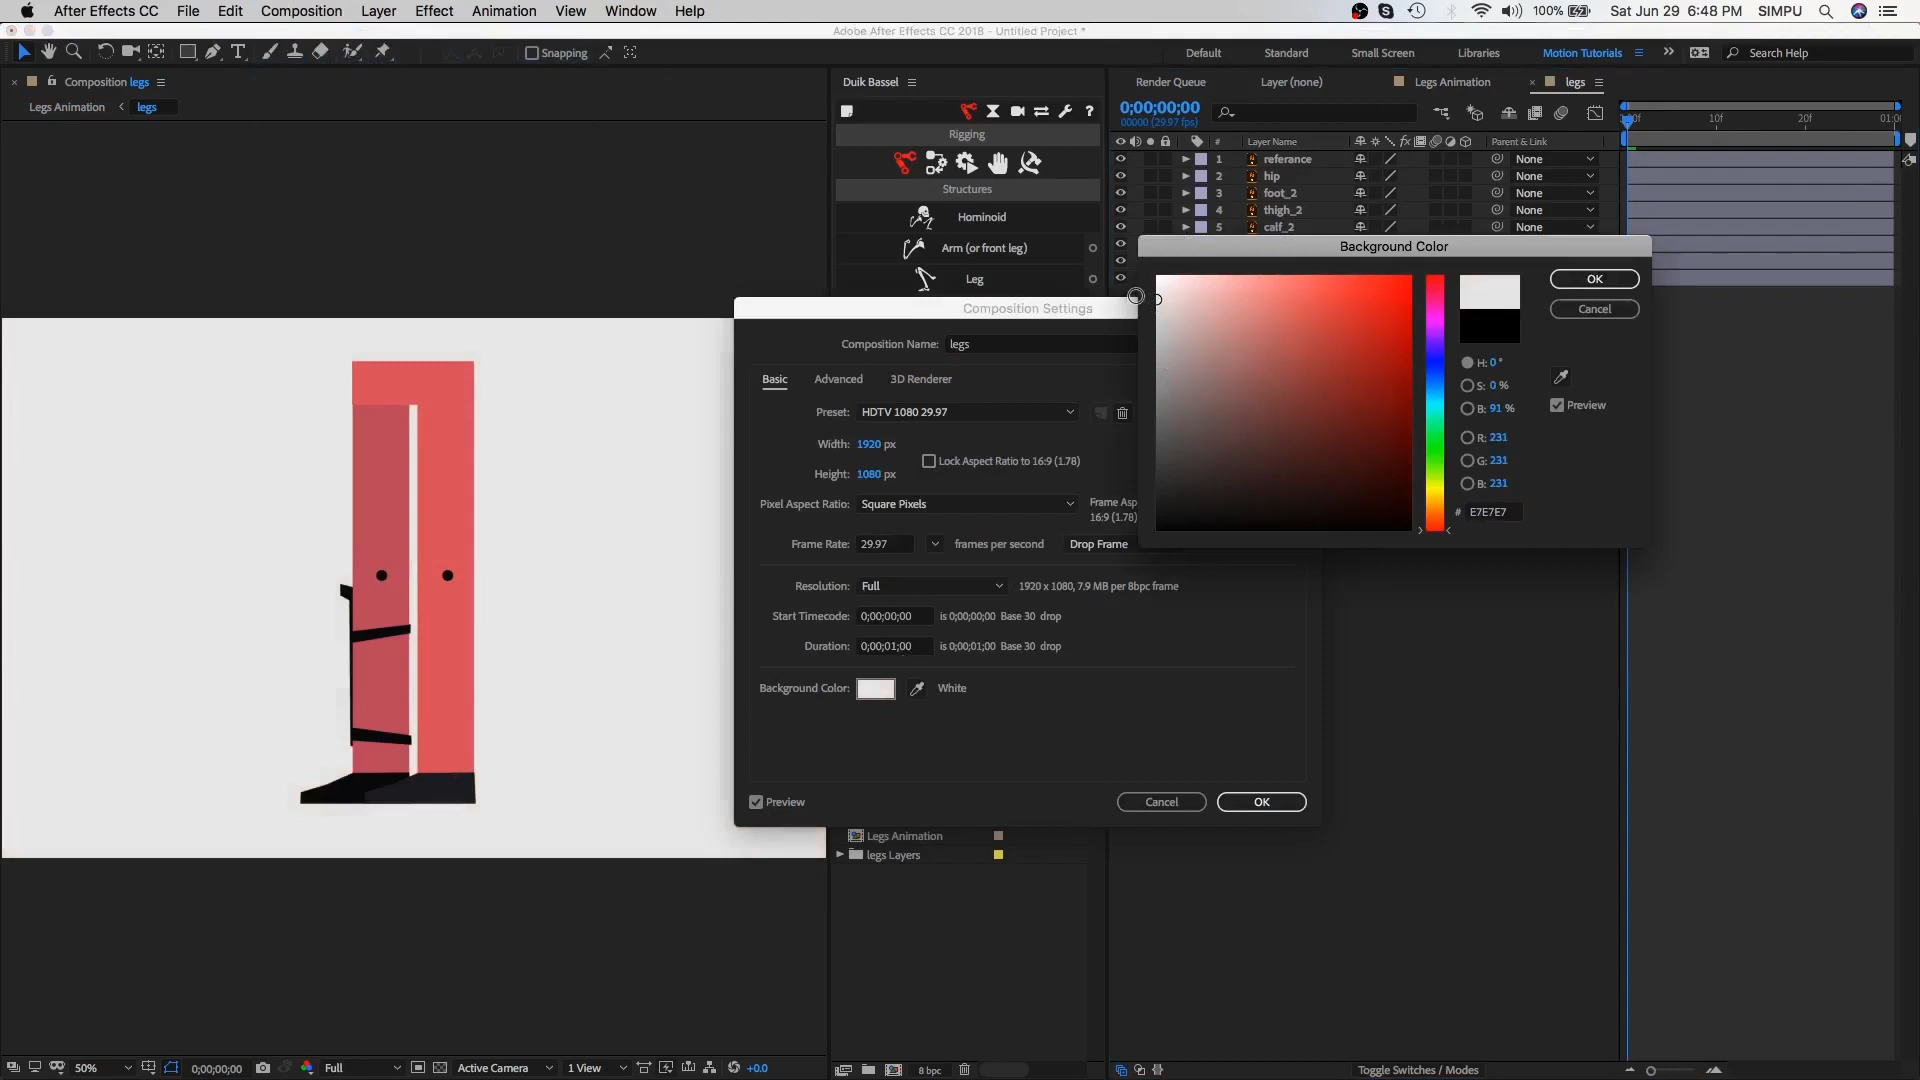 After Effects CC File Edit Composition Layer Effect Animation View Window Help 100% Sat Jun 29 6:48 PM SIMPU
Adobe After Effects CC 2018 - Untitled Project *
Snapping Default Standard Small Screen Libraries Motion Tutorials Search Help
Composition legs
Legs Animation legs
Duik Bassel
Rigging
Structures
Hominoid
Arm (or front leg)
Leg
Render Queue Layer (none) Legs Animation legs
0;00;00;00
00000 (29.97 fps)
10f 20f
# Layer Name fx Parent & Link
1 referance None
2 hip None
3 foot_2 None
4 thigh_2 None
5 calf_2 None
Composition Settings
Composition Name: legs
Basic Advanced 3D Renderer
Preset: HDTV 1080 29.97
Width: 1920 px
Lock Aspect Ratio to 16:9 (1.78)
Height: 1080 px
Pixel Aspect Ratio: Square Pixels
Frame Asp
16:9 (1.78)
Frame Rate: 29.97 frames per second Drop Frame
Resolution: Full 1920 x 1080, 7.9 MB per 8bpc frame
Start Timecode: 0;00;00;00 is 0;00;00;00 Base 30 drop
Duration: 0;00;01;00 is 0;00;01;00 Base 30 drop
Background Color: White
Preview Cancel OK
Background Color
OK
Cancel
H: 0 °
S: 0 %
B: 91 %
Preview
R: 231
G: 231
B: 231
# E7E7E7
Legs Animation
legs Layers
50% 0;00;00;00 Full Active Camera 1 View +0.0
8 bpc
Toggle Switches / Modes